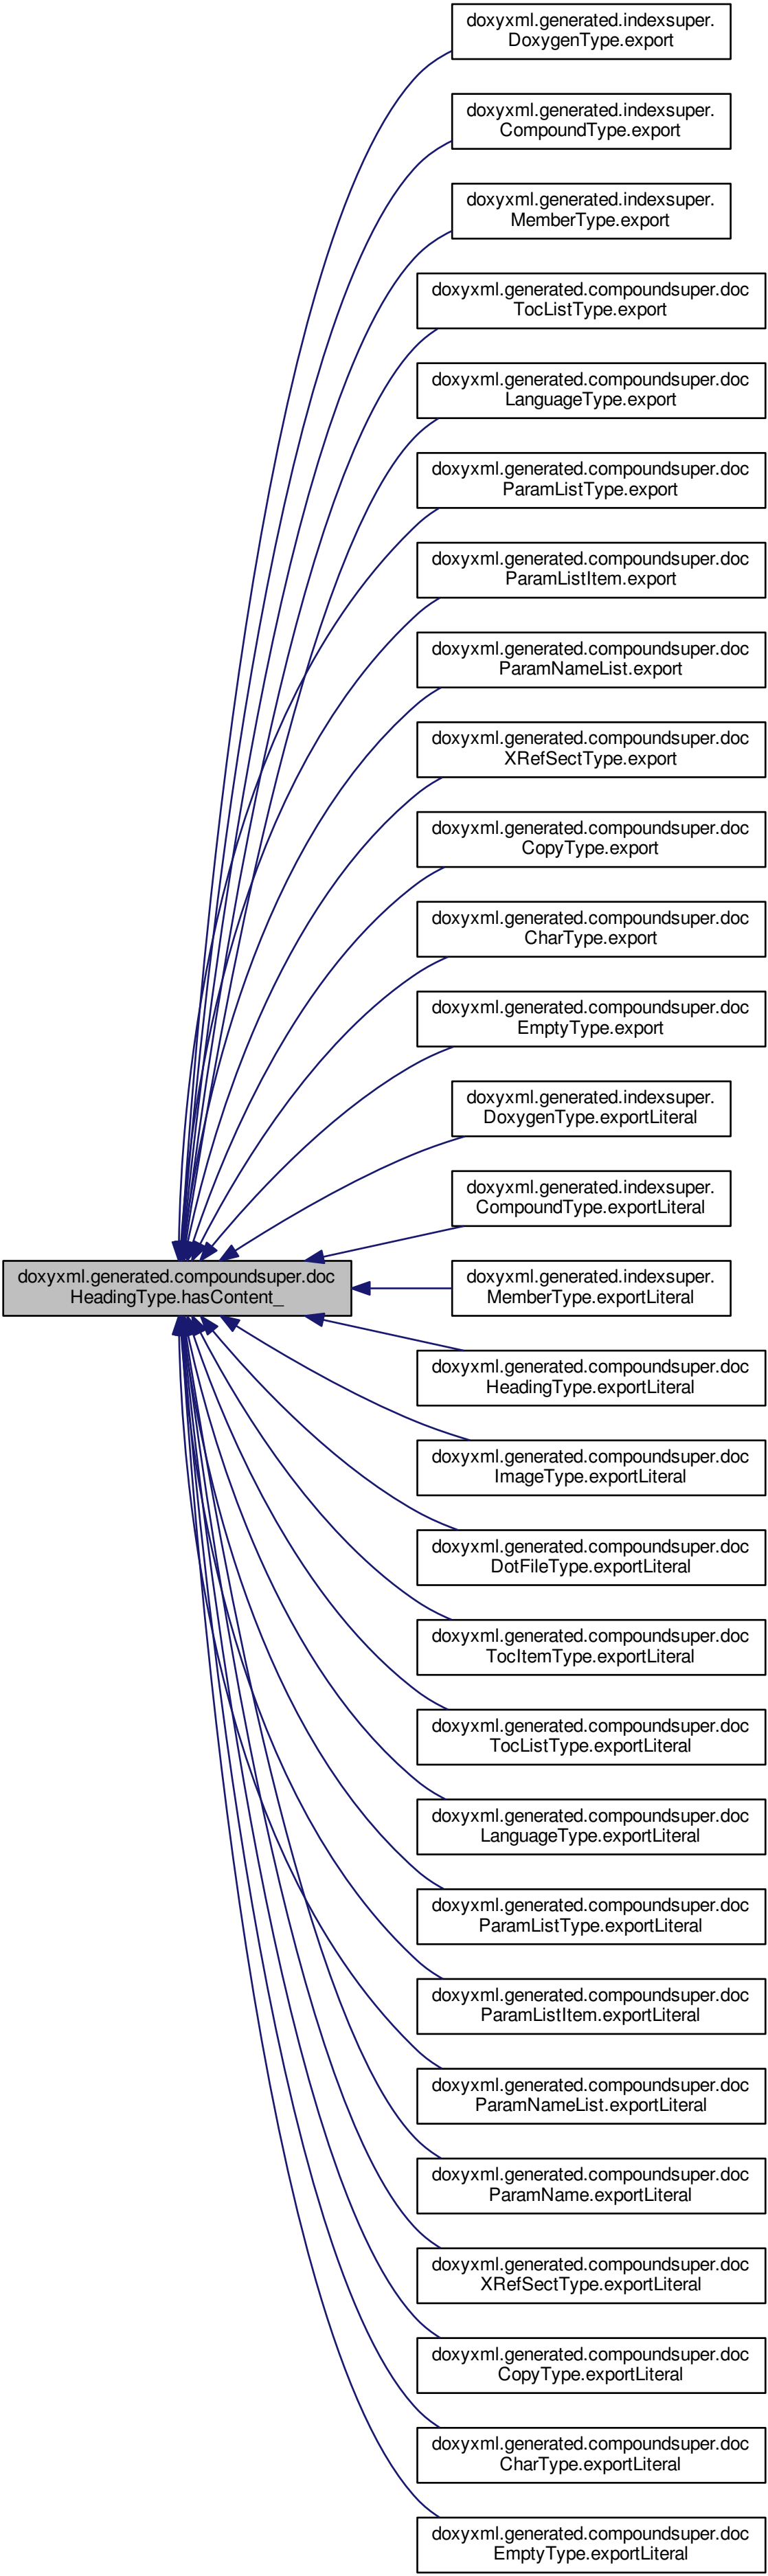 doxyxml.generated.indexsuper.
DoxygenType.export
doxyxml.generated.indexsuper.
CompoundType.export
doxyxml.generated.indexsuper.
MemberType.export
doxyxml.generated.compoundsuper.doc
TocListType.export
doxyxml.generated.compoundsuper.doc
LanguageType.export
doxyxml.generated.compoundsuper.doc
ParamListType.export
doxyxml.generated.compoundsuper.doc
ParamListItem.export
doxyxml.generated.compoundsuper.doc
ParamNameList.export
doxyxml.generated.compoundsuper.doc
XRefSectType.export
doxyxml.generated.compoundsuper.doc
CopyType.export
doxyxml.generated.compoundsuper.doc
CharType.export
doxyxml.generated.compoundsuper.doc
EmptyType.export
doxyxml.generated.indexsuper.
DoxygenType.exportLiteral
doxyxml.generated.indexsuper.
CompoundType.exportLiteral
doxyxml.generated.compoundsuper.doc
HeadingType.hasContent_
doxyxml.generated.indexsuper.
MemberType.exportLiteral
doxyxml.generated.compoundsuper.doc
HeadingType.exportLiteral
doxyxml.generated.compoundsuper.doc
ImageType.exportLiteral
doxyxml.generated.compoundsuper.doc
DotFileType.exportLiteral
doxyxml.generated.compoundsuper.doc
TocItemType.exportLiteral
doxyxml.generated.compoundsuper.doc
TocListType.exportLiteral
doxyxml.generated.compoundsuper.doc
LanguageType.exportLiteral
doxyxml.generated.compoundsuper.doc
ParamListType.exportLiteral
doxyxml.generated.compoundsuper.doc
ParamListItem.exportLiteral
doxyxml.generated.compoundsuper.doc
ParamNameList.exportLiteral
doxyxml.generated.compoundsuper.doc
ParamName.exportLiteral
doxyxml.generated.compoundsuper.doc
XRefSectType.exportLiteral
doxyxml.generated.compoundsuper.doc
CopyType.exportLiteral
doxyxml.generated.compoundsuper.doc
CharType.exportLiteral
doxyxml.generated.compoundsuper.doc
EmptyType.exportLiteral